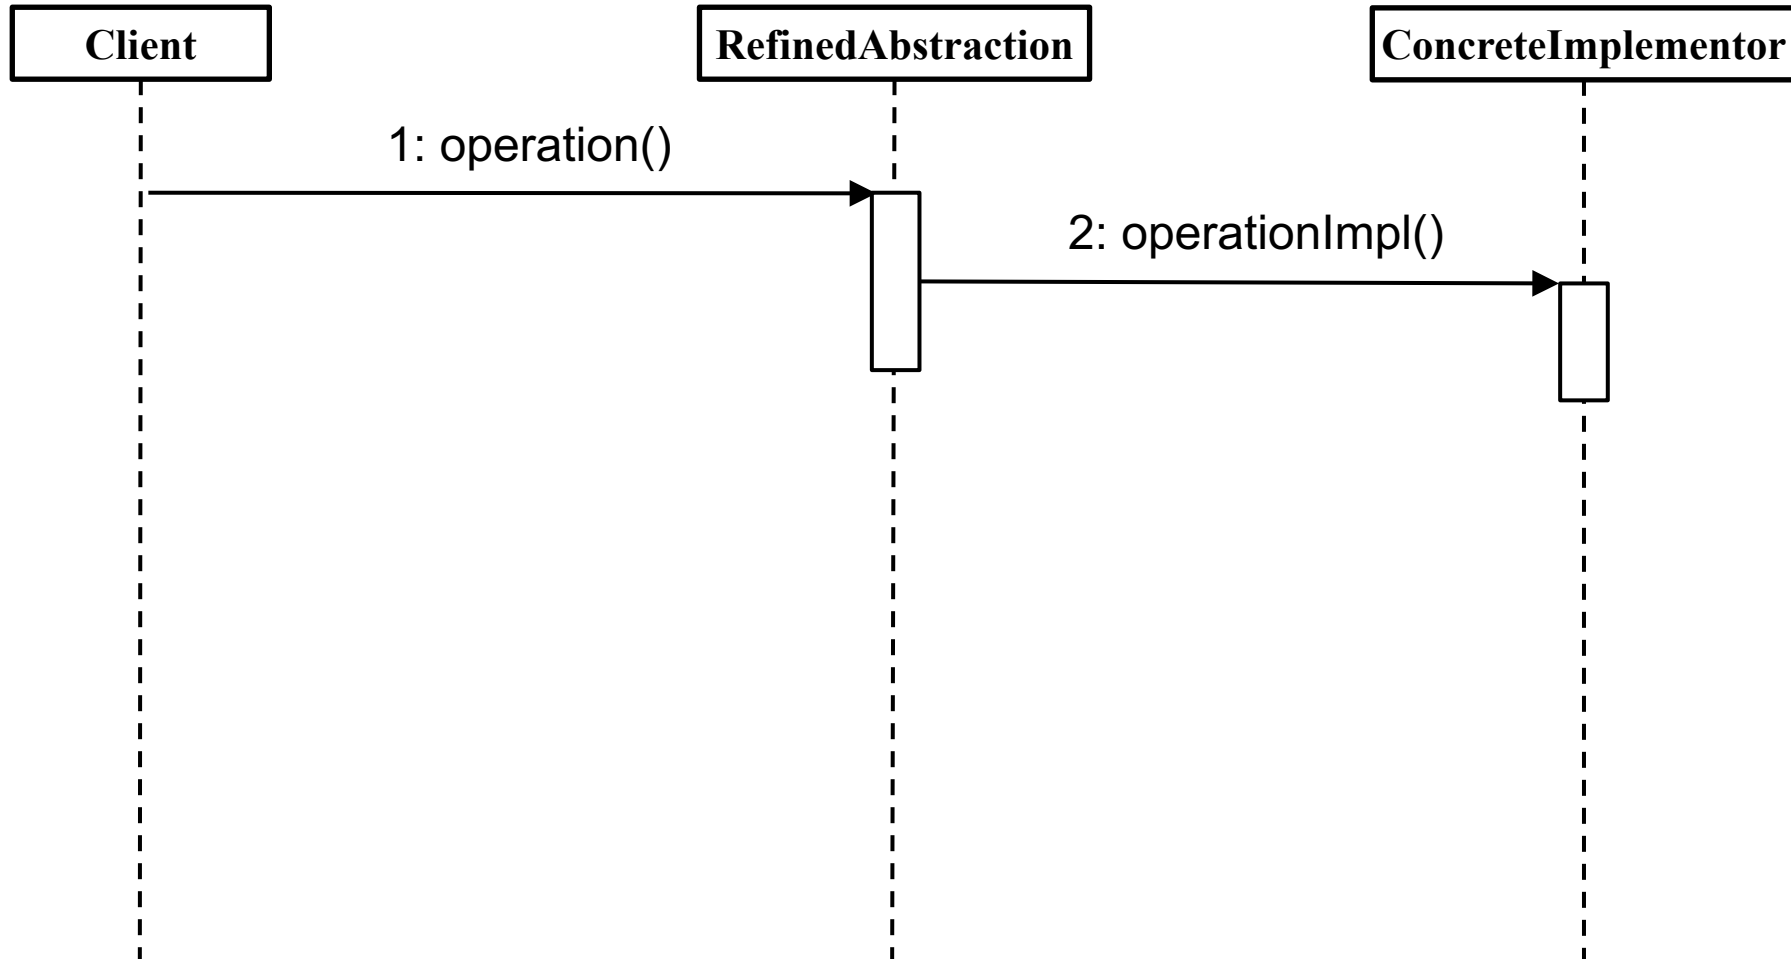 Client
RefinedAbstraction
ConcreteImplementor
1: operation()
2: operationImpl()